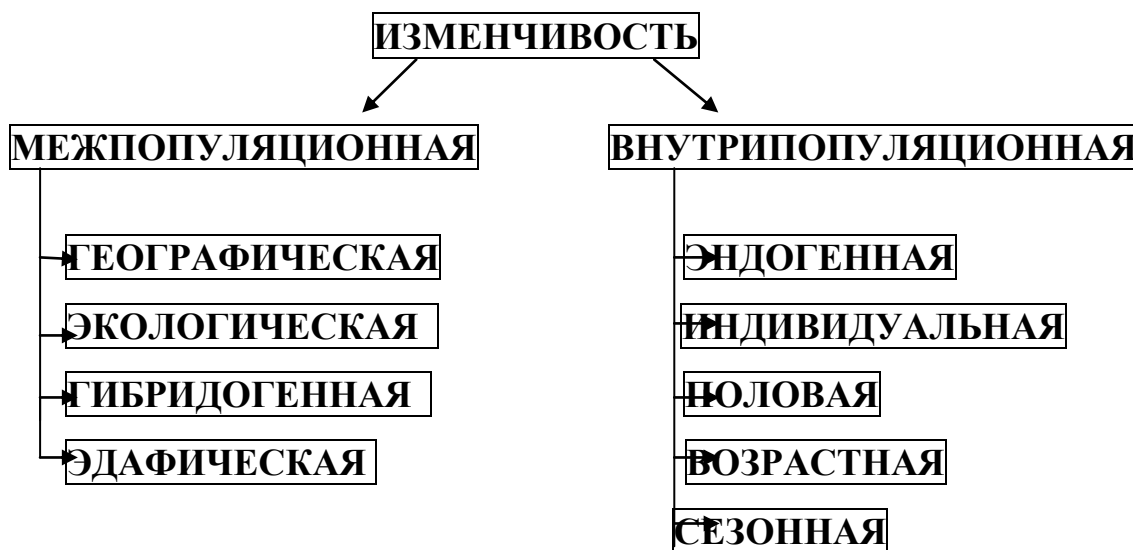 ИЗМЕНЧИВОСТЬ
МЕЖПОПУЛЯЦИОННАЯ
ГЕОГРАФИЧЕСКАЯ
ЭКОЛОГИЧЕСКАЯ
ГИБРИДОГЕННАЯ
ЭДАФИЧЕСКАЯ
ВНУТРИПОПУЛЯЦИОННАЯ
ЭНДОГЕННАЯ
ИНДИВИДУАЛЬНАЯ
ПОЛОВАЯ
ВОЗРАСТНАЯ
СЕЗОННАЯ